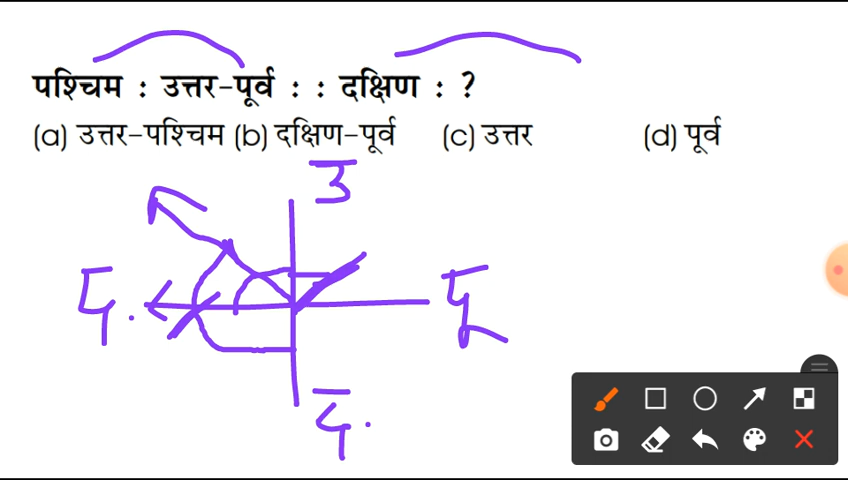 पश्चिम : उत्तर-पूर्व : : दक्षिण : ?
(a) उत्तर-पश्चिम (b) दक्षिण-पूर्व (c) उत्तर (d) पूर्व
उ
प. पू
द.